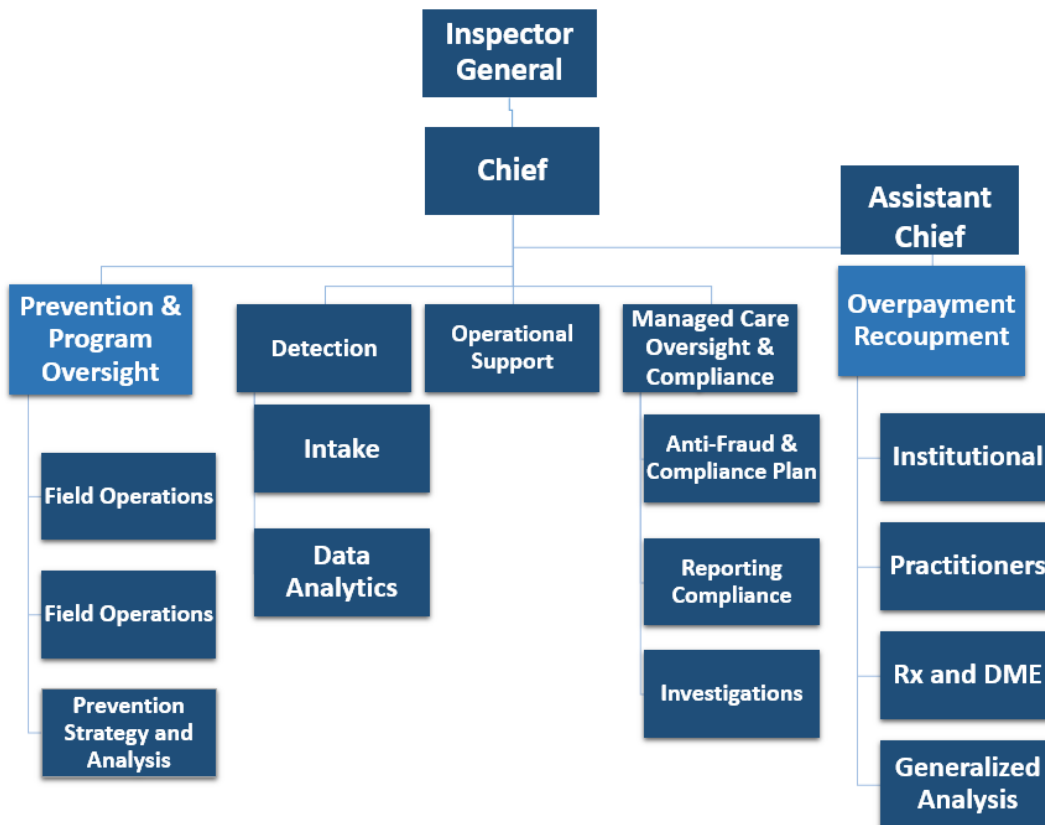 Inspector
General
Chief
Assistant
Chief
Prevention &
Program
Oversight
Detection
Operational
Support
Managed Care
Oversight &
Compliance
Overpayment
Recoupment
Field Operations
Field Operations
Prevention
Strategy and
Analysis
Intake
Data
Analytics
Anti-Fraud &
Compliance Plan
Reporting
Compliance
Investigations
Institutional
Practitioners
Rx and DME
Generalized
Analysis